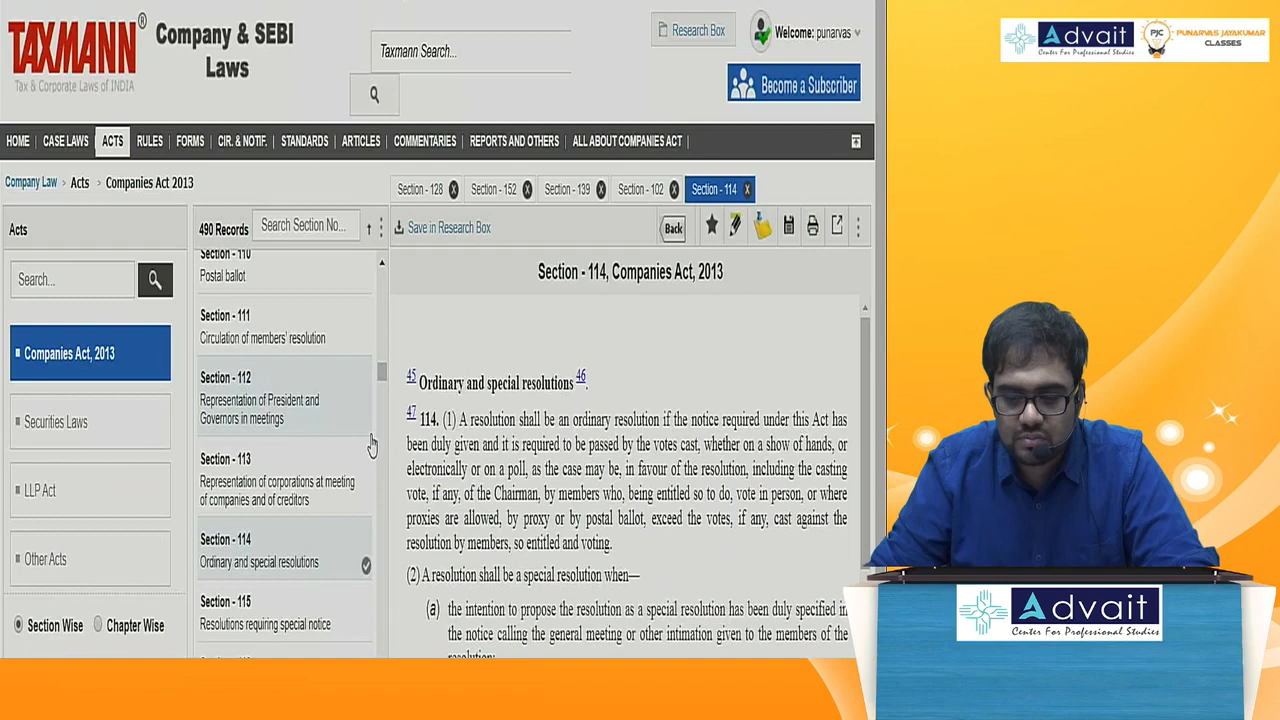 TAXMANN®
Tax & Corporate Laws of INDIA
Company & SEBI
Laws
Taxmann Search...
Research Box
Welcome: punarvas
Become a Subscriber
Advait
Center For Professional Studies
PJC
PUNARVAS JAYAKUMAR
CLASSES
HOME | CASE LAWS | ACTS | RULES | FORMS | CIR. & NOTIF. | STANDARDS | ARTICLES | COMMENTARIES | REPORTS AND OTHERS | ALL ABOUT COMPANIES ACT |
Company Law > Acts > Companies Act 2013
Section - 128 Section - 152 Section - 139 Section - 102 Section - 114
Acts
Search...
Companies Act, 2013
Securities Laws
LLP Act
Other Acts
Section Wise Chapter Wise
490 Records Search Section No...
Section - 110
Postal ballot
Section - 111
Circulation of members' resolution
Section - 112
Representation of President and
Governors in meetings
Section - 113
Representation of corporations at meeting
of companies and of creditors
Section - 114
Ordinary and special resolutions
Section - 115
Resolutions requiring special notice
Save in Research Box
Back
Section - 114, Companies Act, 2013
45 Ordinary and special resolutions 46.
47 114. (1) A resolution shall be an ordinary resolution if the notice required under this Act has
been duly given and it is required to be passed by the votes cast, whether on a show of hands, or
electronically or on a poll, as the case may be, in favour of the resolution, including the casting
vote, if any, of the Chairman, by members who, being entitled so to do, vote in person, or where
proxies are allowed, by proxy or by postal ballot, exceed the votes, if any, cast against the
resolution by members, so entitled and voting.
(2) A resolution shall be a special resolution when—
(a) the intention to propose the resolution as a special resolution has been duly specified in
the notice calling the general meeting or other intimation given to the members of the
resolution;
Advait
Center For Professional Studies